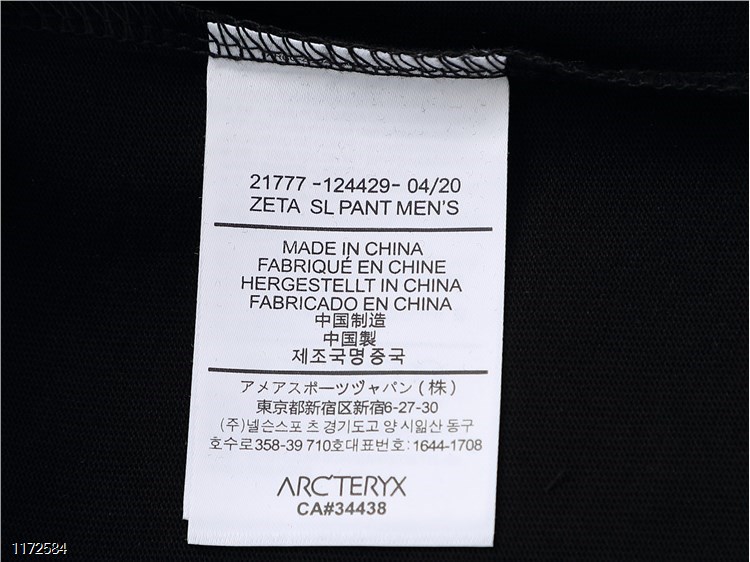 21777 -124429- 04/20
ZETA SL PANT MEN'S
MADE IN CHINA
FABRIQUÉ EN CHINE
HERGESTELLT IN CHINA
FABRICADO EN CHINA
中国制造
中国製
제조국명중국
アメアスポーツヅャバン(株)
東京都新宿区新宿6-27-30
(주)넬슨스포츠 경기도고 양 시잃산 동구
호수로358-39 710호대표번호:1644-1708
ARC'TERYX
CA#34438
1172584